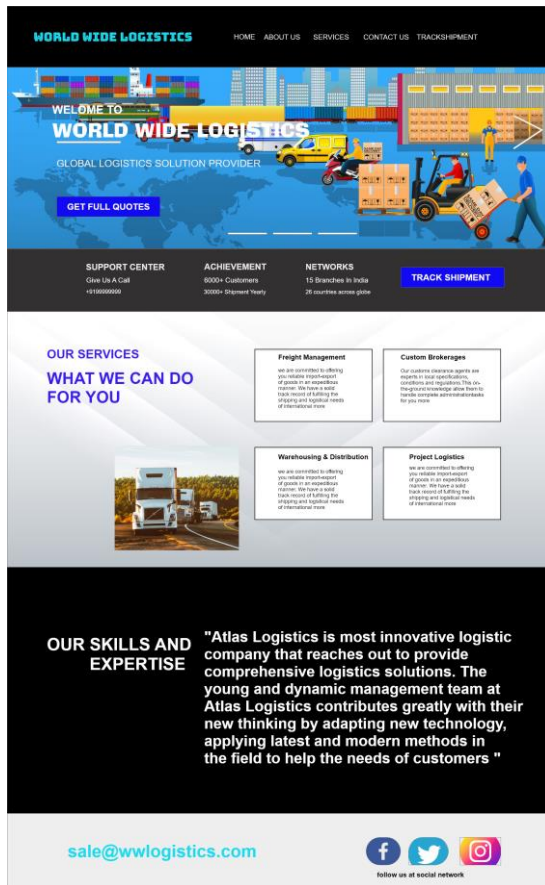 WORLD WIDE LOGISTICS
HOME ABOUT US SERVICES CONTACT US TRACKSHIPMENT
WELOME TO
WORLD WIDE LOGISTICS
GLOBAL LOGISTICS SOLUTION PROVIDER
GET FULL QUOTES
SUPPORT CENTER
Give Us A Call
+9199999999
ACHIEVEMENT
6000+ Customers
30000+ Shipment Yearly
NETWORKS
15 Branches In India
26 countries across globe
TRACK SHIPMENT
OUR SERVICES
WHAT WE CAN DO
FOR YOU
Freight Management
we are committed to offering
you reliable import-export
of goods in an expeditious
manner. We have a solid
track record of fulfilling the
shipping and logistical needs
of international more
Custom Brokerages
Our customs clearance agents are
experts in local specifications,
conditions and regulations.This on-
the-ground knowledge allow them to
handle complete administrationtasks
for you more
Warehousing & Distribution
we are committed to offering
you reliable import-export
of goods in an expeditious
manner. We have a solid
track record of fulfilling the
shipping and logistical needs
of international more
Project Logistics
we are committed to offering
you reliable import-export
of goods in an expeditious
manner. We have a solid
track record of fulfilling the
shipping and logistical needs
of international more
OUR SKILLS AND
EXPERTISE
"Atlas Logistics is most innovative logistic
company that reaches out to provide
comprehensive logistics solutions. The
young and dynamic management team at
Atlas Logistics contributes greatly with their
new thinking by adapting new technology,
applying latest and modern methods in
the field to help the needs of customers "
sale@wwlogistics.com
follow us at social network